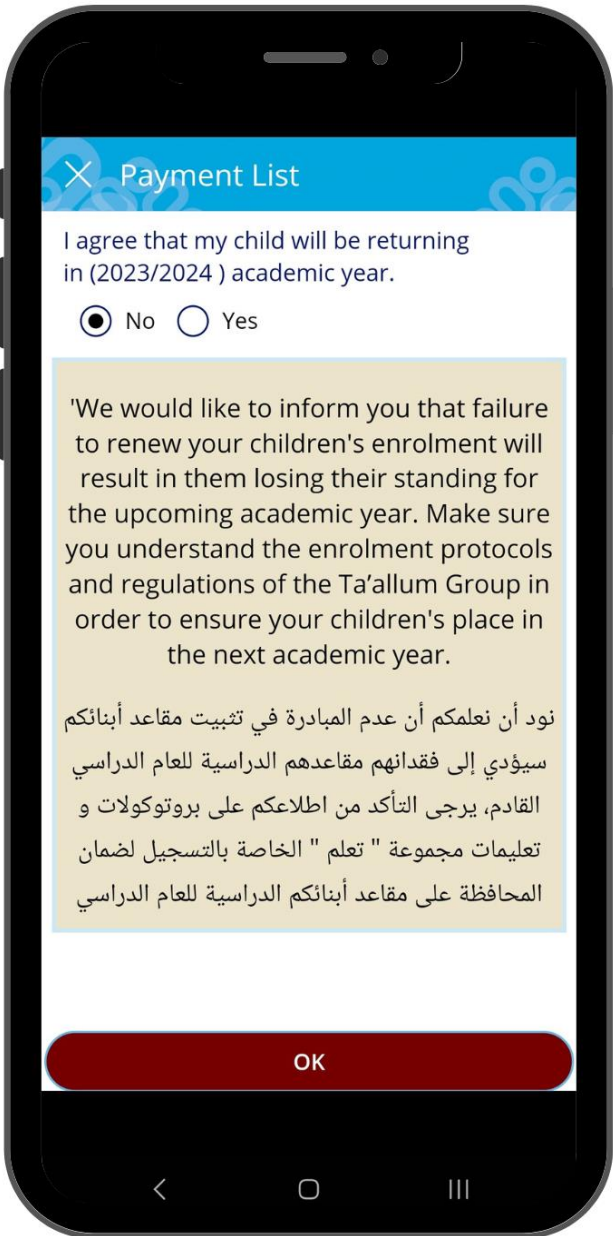 Payment List
I agree that my child will be returning
in (2023/2024 ) academic year.
No Yes
'We would like to inform you that failure
to renew your children's enrolment will
result in them losing their standing for
the upcoming academic year. Make sure
you understand the enrolment protocols
and regulations of the Ta’allum Group in
order to ensure your children's place in
the next academic year.
نود أن نعلمكم أن عدم المبادرة في تثبيت مقاعد أبنائكم
سيؤدي إلى فقدانهم مقاعدهم الدراسية للعام الدراسي
القادم، يرجى التأكد من اطلاعكم على بروتوكولات و
تعليمات مجموعة " تعلم " الخاصة بالتسجيل لضمان
المحافظة على مقاعد أبنائكم الدراسية للعام الدراسي
OK